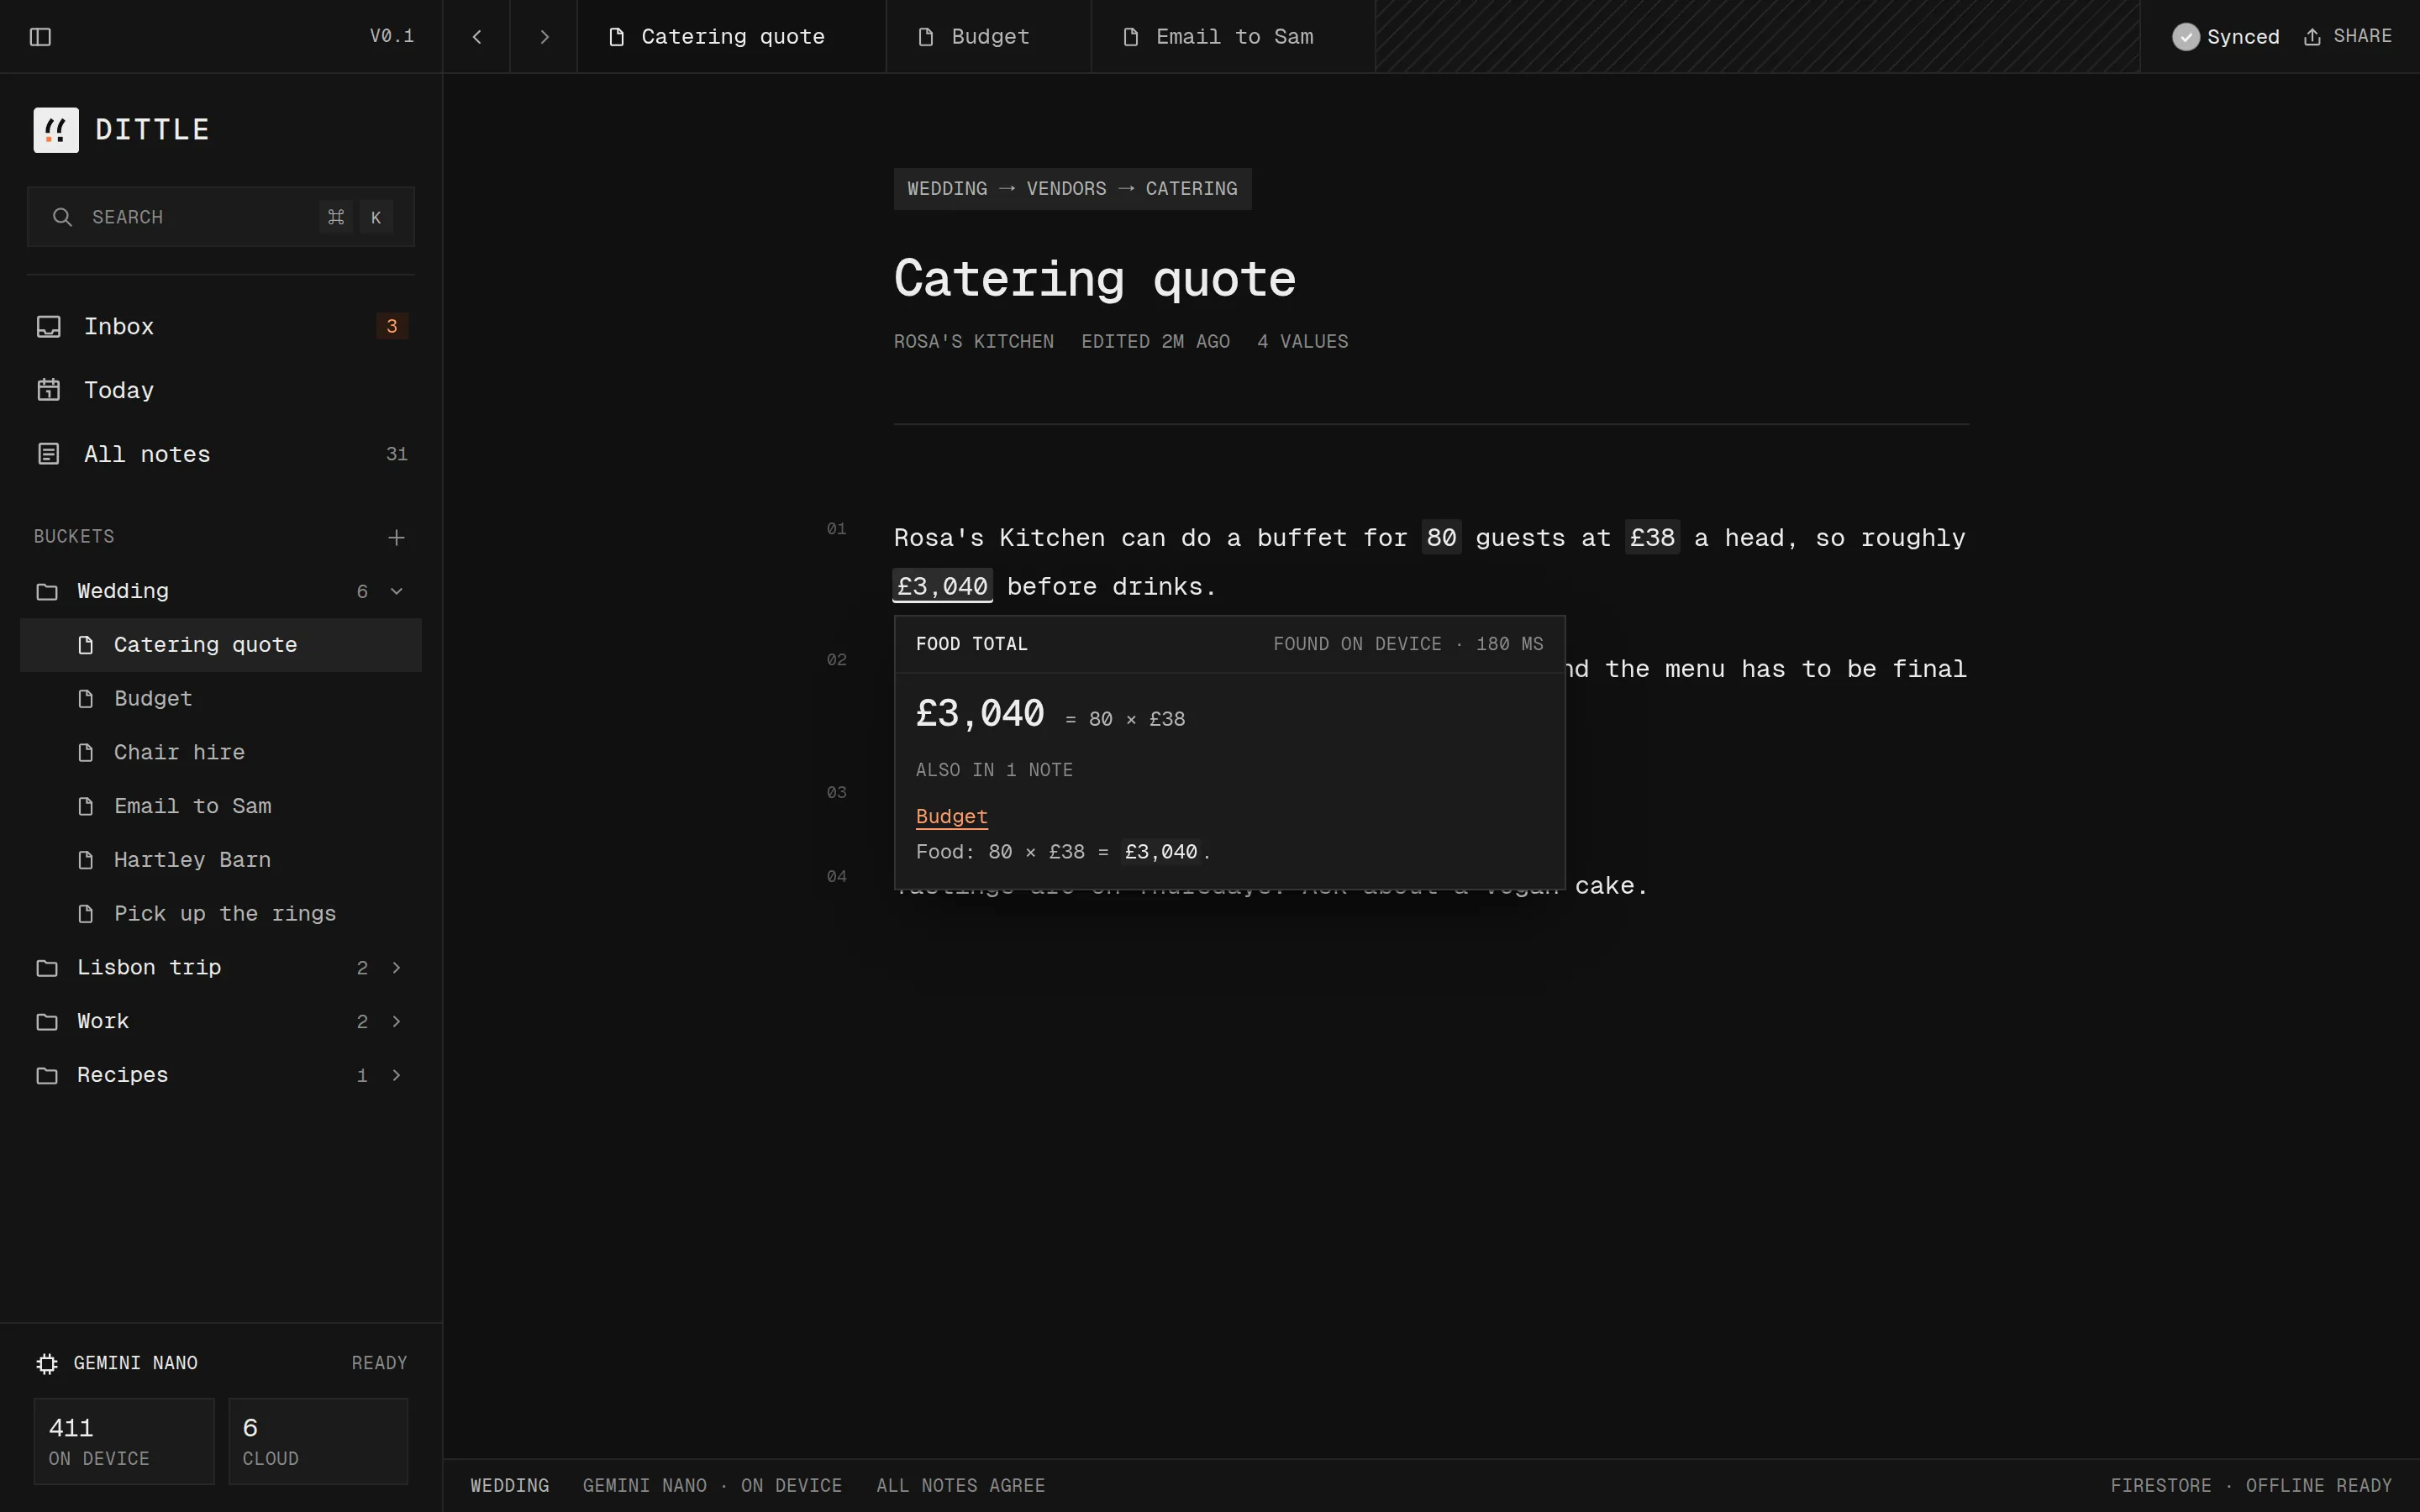 V0.1
Catering quote
Budget
Email to Sam
Synced
SHARE
DITTLE
SEARCH
⌘ K
Inbox 3
Today
All notes 31
BUCKETS
Wedding 6
Catering quote
Budget
Chair hire
Email to Sam
Hartley Barn
Pick up the rings
Lisbon trip 2
Work 2
Recipes 1
GEMINI NANO READY
411
ON DEVICE
6
CLOUD
WEDDING → VENDORS → CATERING
Catering quote
ROSA'S KITCHEN EDITED 2M AGO 4 VALUES
01
Rosa's Kitchen can do a buffet for 80 guests at £38 a head, so roughly
£3,040 before drinks.
FOOD TOTAL FOUND ON DEVICE · 180 MS
£3,040 = 80 × £38
ALSO IN 1 NOTE
Budget
Food: 80 × £38 = £3,040.
02
the menu has to be final
03
04
cake.
WEDDING GEMINI NANO · ON DEVICE ALL NOTES AGREE
FIRESTORE · OFFLINE READY